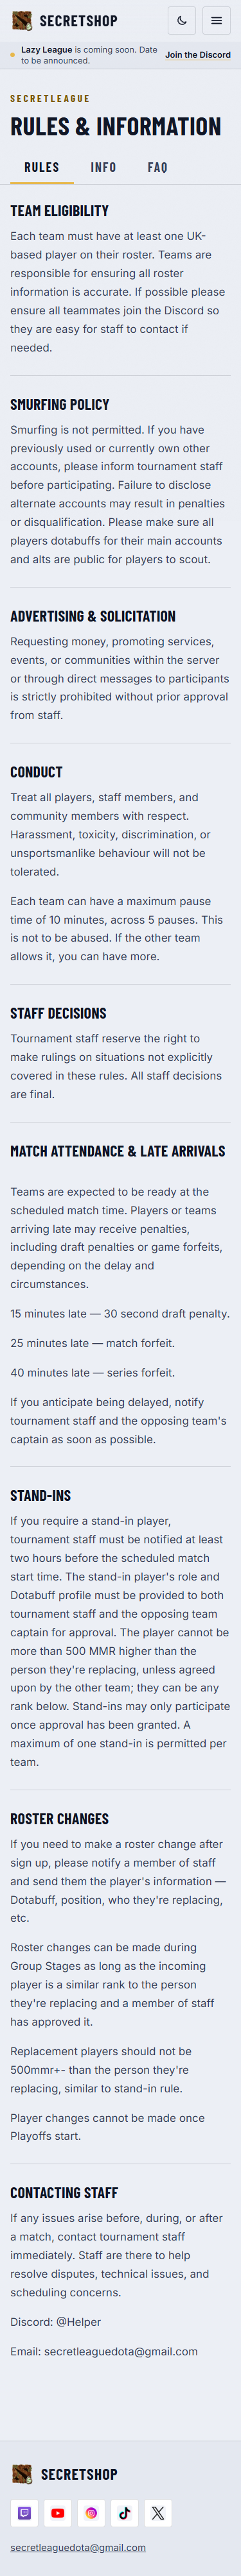 SECRETSHOP
Lazy League is coming soon. Date
to be announced.
Join the Discord
SECRETLEAGUE
RULES & INFORMATION
RULES INFO FAQ
TEAM ELIGIBILITY
Each team must have at least one UK-
based player on their roster. Teams are
responsible for ensuring all roster
information is accurate. If possible please
ensure all teammates join the Discord so
they are easy for staff to contact if
needed.
SMURFING POLICY
Smurfing is not permitted. If you have
previously used or currently own other
accounts, please inform tournament staff
before participating. Failure to disclose
alternate accounts may result in penalties
or disqualification. Please make sure all
players dotabuffs for their main accounts
and alts are public for players to scout.
ADVERTISING & SOLICITATION
Requesting money, promoting services,
events, or communities within the server
or through direct messages to participants
is strictly prohibited without prior approval
from staff.
CONDUCT
Treat all players, staff members, and
community members with respect.
Harassment, toxicity, discrimination, or
unsportsmanlike behaviour will not be
tolerated.
Each team can have a maximum pause
time of 10 minutes, across 5 pauses. This
is not to be abused. If the other team
allows it, you can have more.
STAFF DECISIONS
Tournament staff reserve the right to
make rulings on situations not explicitly
covered in these rules. All staff decisions
are final.
MATCH ATTENDANCE & LATE ARRIVALS
Teams are expected to be ready at the
scheduled match time. Players or teams
arriving late may receive penalties,
including draft penalties or game forfeits,
depending on the delay and
circumstances.
15 minutes late — 30 second draft penalty.
25 minutes late — match forfeit.
40 minutes late — series forfeit.
If you anticipate being delayed, notify
tournament staff and the opposing team's
captain as soon as possible.
STAND-INS
If you require a stand-in player,
tournament staff must be notified at least
two hours before the scheduled match
start time. The stand-in player's role and
Dotabuff profile must be provided to both
tournament staff and the opposing team
captain for approval. The player cannot be
more than 500 MMR higher than the
person they're replacing, unless agreed
upon by the other team; they can be any
rank below. Stand-ins may only participate
once approval has been granted. A
maximum of one stand-in is permitted per
team.
ROSTER CHANGES
If you need to make a roster change after
sign up, please notify a member of staff
and send them the player's information —
Dotabuff, position, who they're replacing,
etc.
Roster changes can be made during
Group Stages as long as the incoming
player is a similar rank to the person
they're replacing and a member of staff
has approved it.
Replacement players should not be
500mmr+- than the person they're
replacing, similar to stand-in rule.
Player changes cannot be made once
Playoffs start.
CONTACTING STAFF
If any issues arise before, during, or after
a match, contact tournament staff
immediately. Staff are there to help
resolve disputes, technical issues, and
scheduling concerns.
Discord: @Helper
Email: secretleaguedota@gmail.com
SECRETSHOP
secretleaguedota@gmail.com